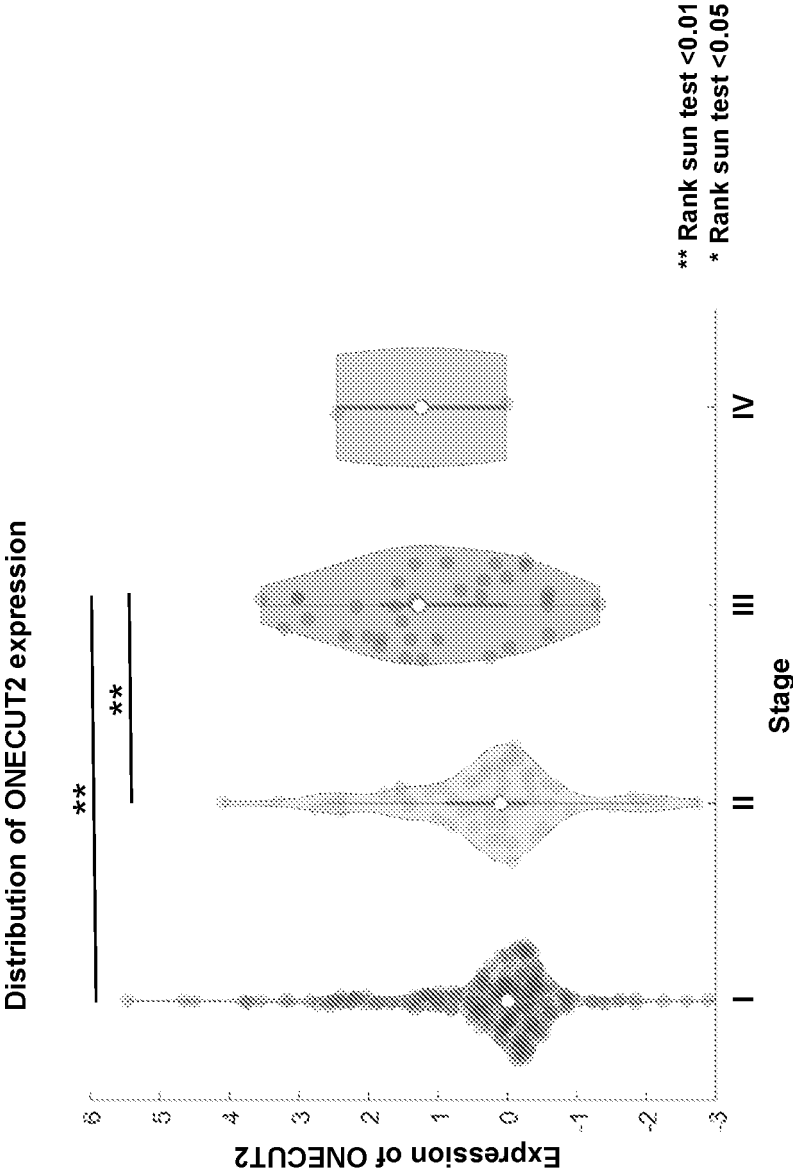 Distribution of ONECUT2 expression
**
**
Expression of ONECUT2
6
5
4
3
2
1
0
-1
-2
-3
I
II
III
IV
Stage
** Rank sun test <0.01
* Rank sun test <0.05